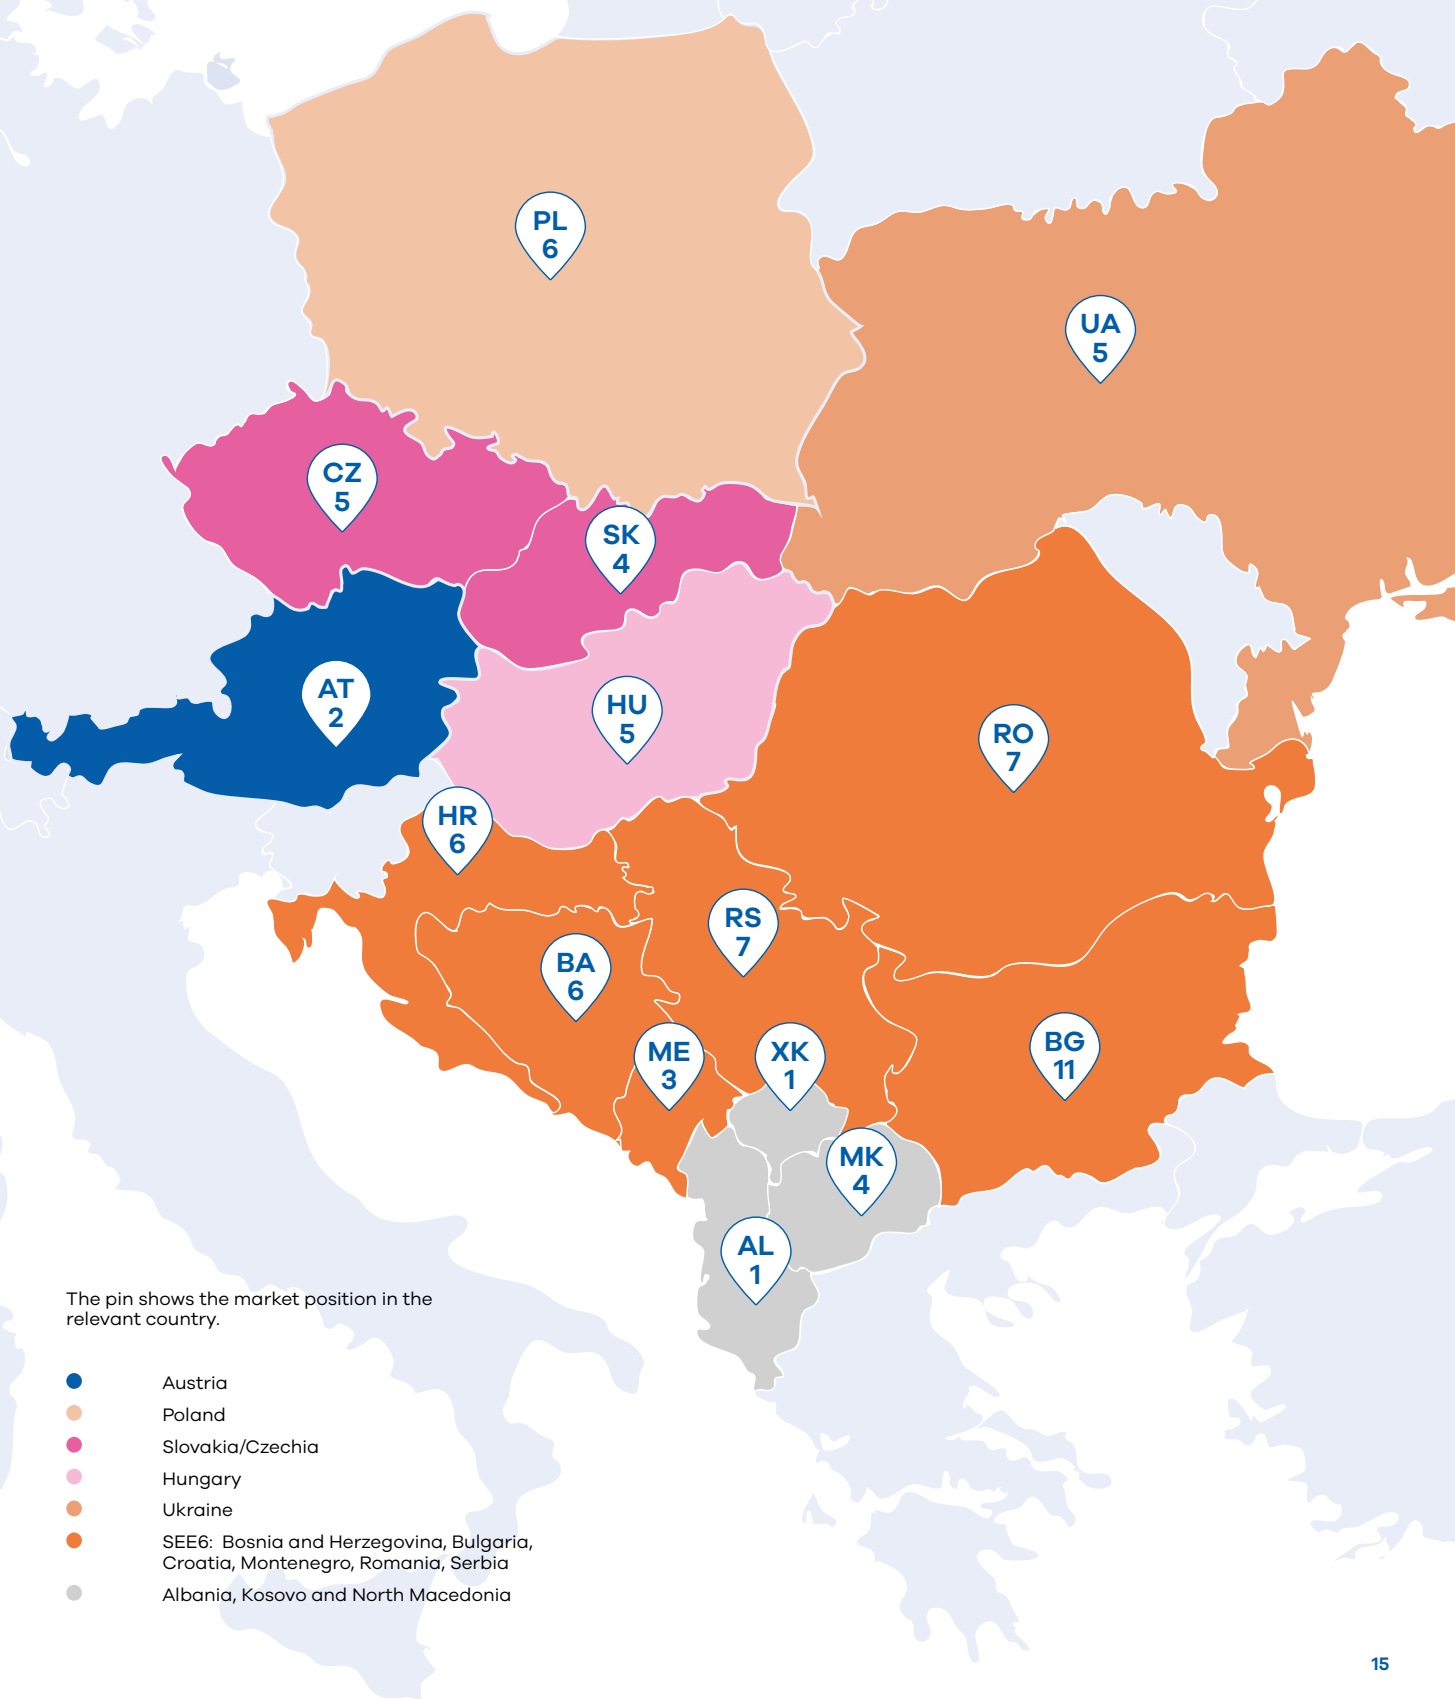 PL
6
UA
5
CZ
5
SK
4
AT
2
HU
5
RO
7
HR
6
RS
7
BA
6
ME
3
XK
1
BG
11
MK
4
AL
1
The pin shows the market position in the
relevant country.
Austria
Poland
Slovakia/Czechia
Hungary
Ukraine
SEE6: Bosnia and Herzegovina, Bulgaria,
Croatia, Montenegro, Romania, Serbia
Albania, Kosovo and North Macedonia
15